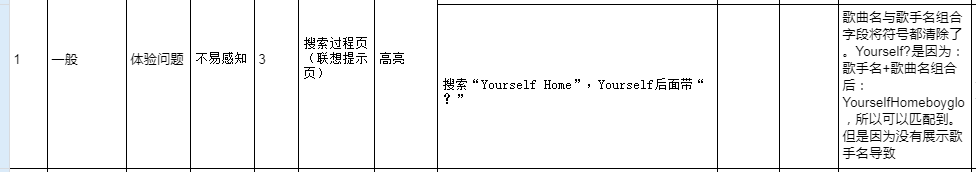 1
一般
体验问题
不易感知
3
搜索过程页
（联想提示
页）
高亮
搜索“Yourself Home”，Yourself后面带“
？”
歌曲名与歌手名组合
字段将符号都清除了
。Yourself?是因为：
歌手名+歌曲名组合
后：
YourselfHomeboyglo
，所以可以匹配到。
但是因为没有展示歌
手名导致